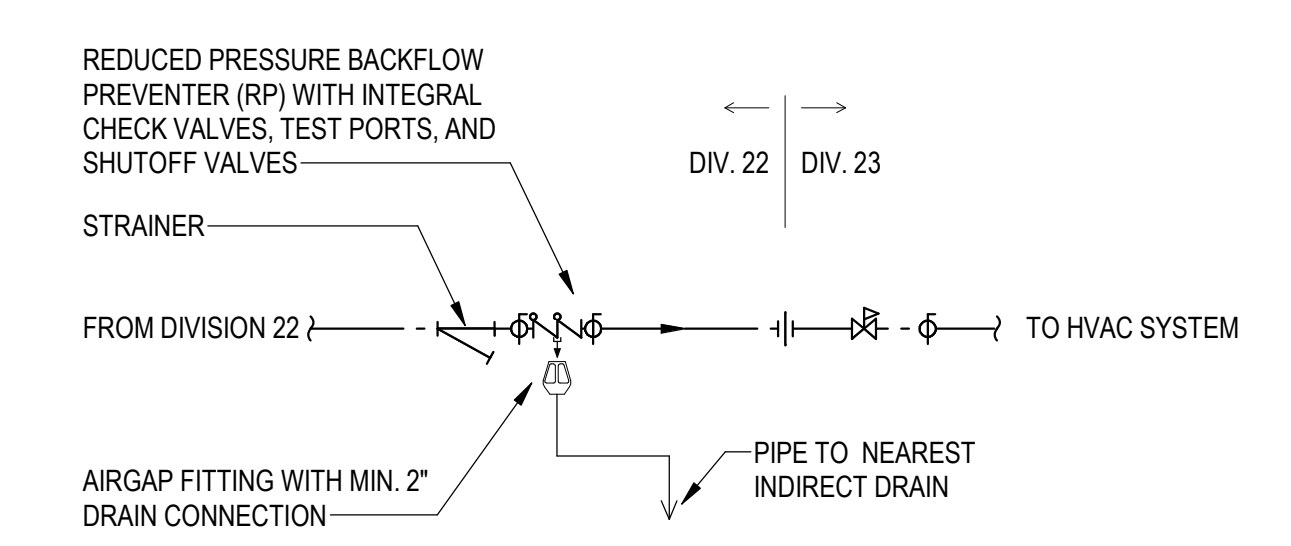 REDUCED PRESSURE BACKFLOW
PREVENTER (RP) WITH INTEGRAL
CHECK VALVES, TEST PORTS, AND
SHUTOFF VALVES
DIV. 22
DIV. 23
STRAINER
FROM DIVISION 22
TO HVAC SYSTEM
AIRGAP FITTING WITH MIN. 2"
DRAIN CONNECTION
PIPE TO NEAREST
INDIRECT DRAIN